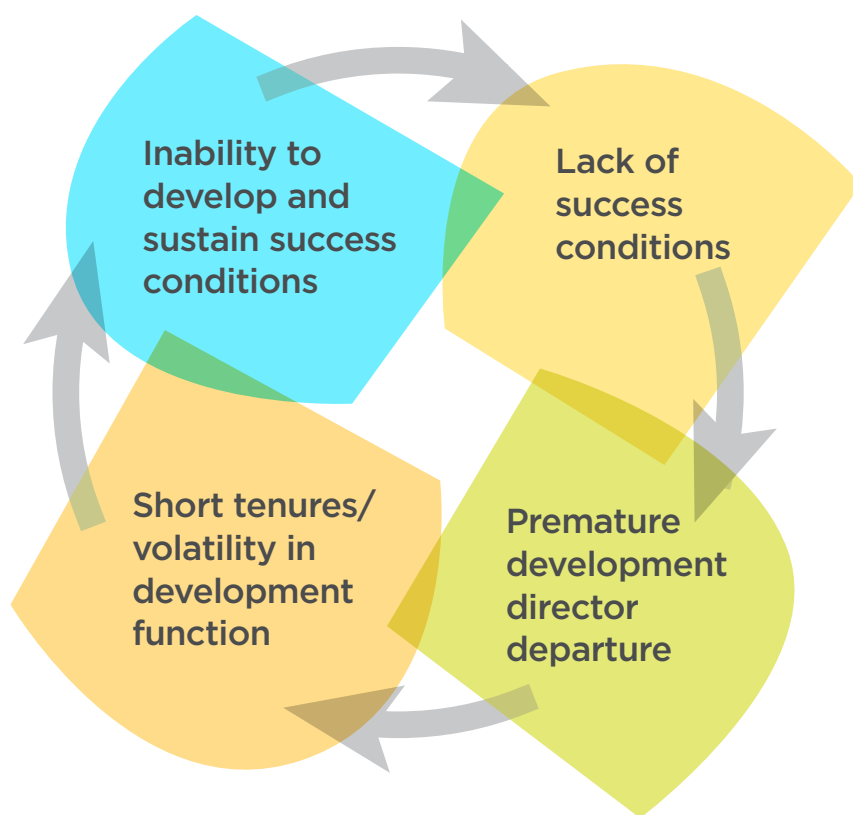 Inability to
develop and
sustain success
conditions
Lack of
success
conditions
Premature
development
director
departure
Short tenures/
volatility in
development
function